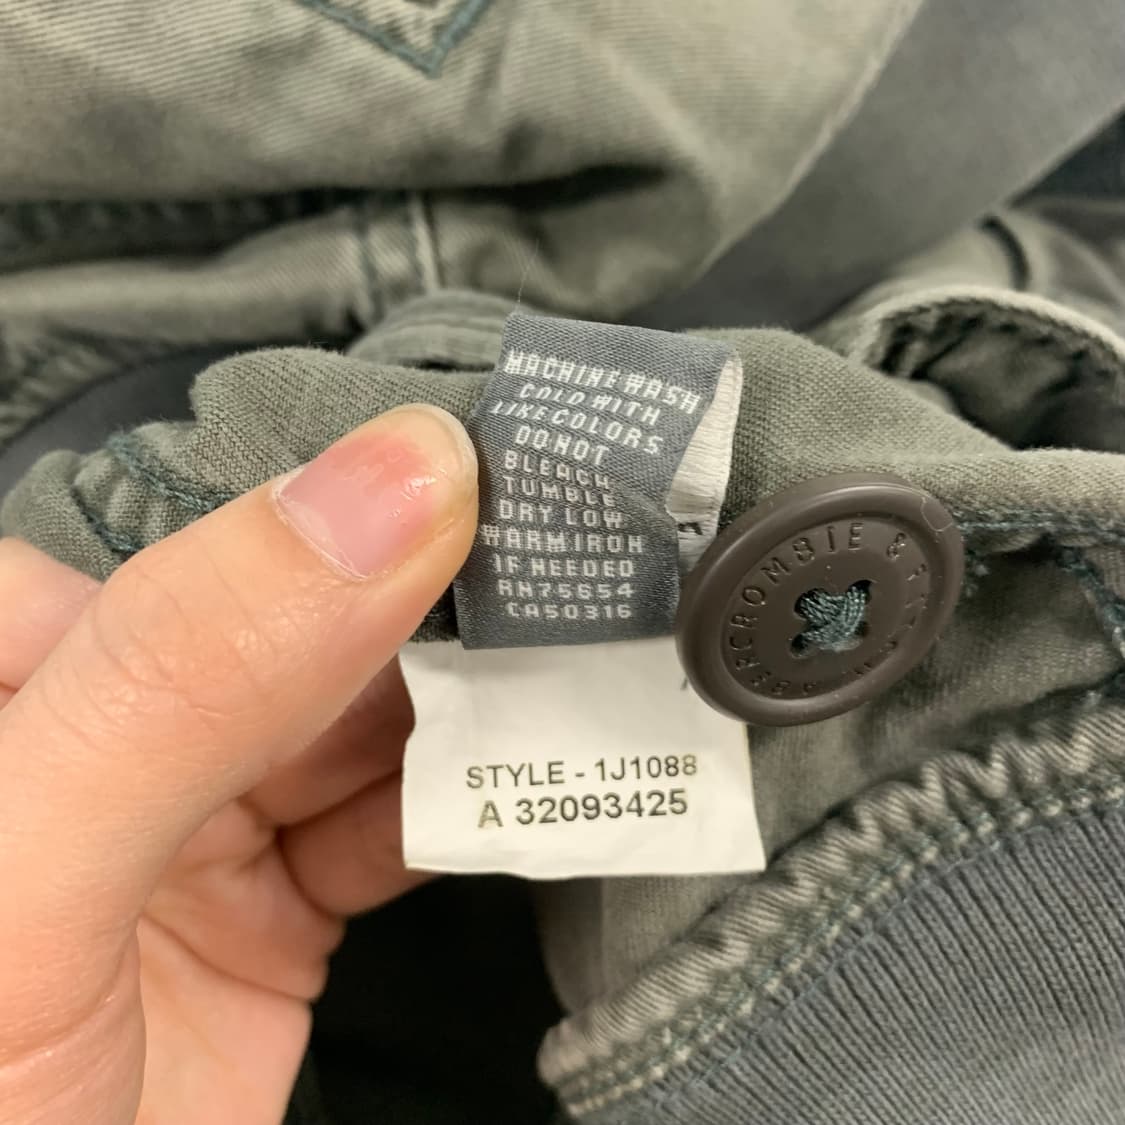 MACHINE WASH
COLD WITH
LIKE COLORS
DO NOT
BLEACH
TUMBLE
DRY LOW
WARM IRON
IF NEEDED
RN75654
CA50316
ABERCROMBIE &
STYLE - 1J1088
A 32093425